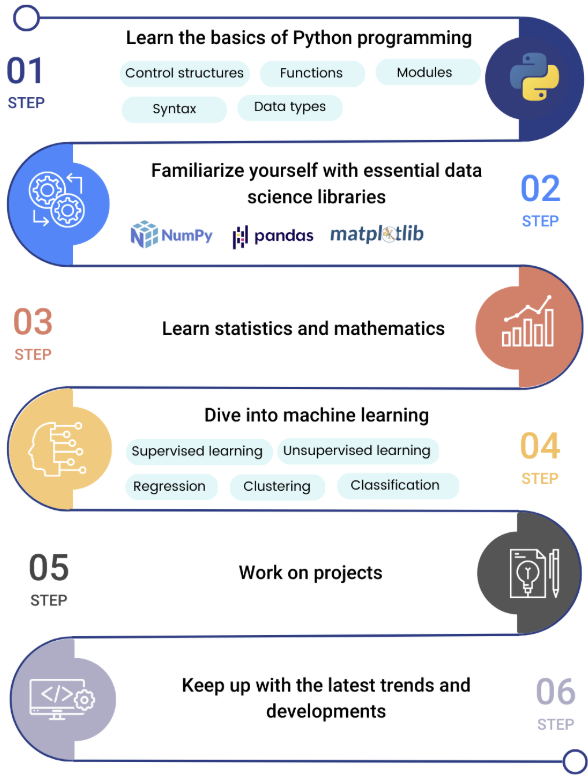 Learn the basics of Python programming
01
STEP
Control structures
Functions
Modules
Syntax
Data types
Familiarize yourself with essential data
science libraries
02
STEP
NumPy
pandas
matplotlib
03
STEP
Learn statistics and mathematics
Dive into machine learning
04
STEP
Supervised learning
Unsupervised learning
Regression
Clustering
Classification
05
STEP
Work on projects
Keep up with the latest trends and
developments
06
STEP